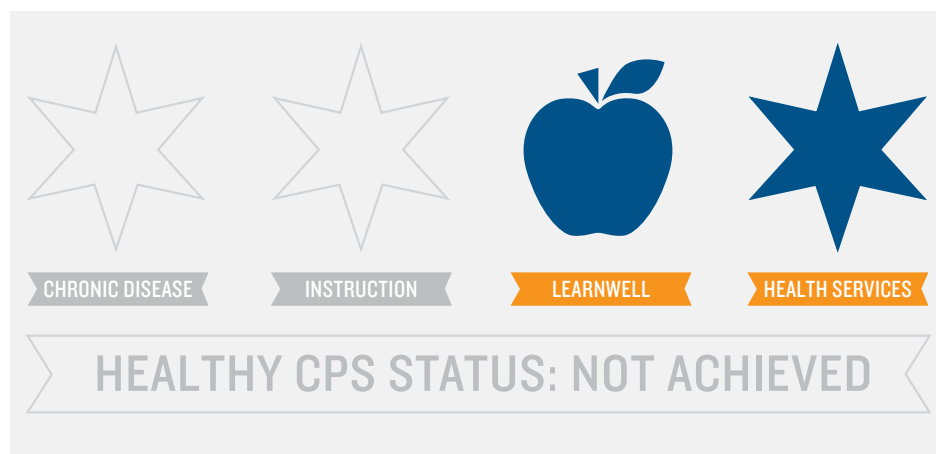 CHRONIC DISEASE
INSTRUCTION
LEARNWELL
HEALTH SERVICES
HEALTHY CPS STATUS: NOT ACHIEVED